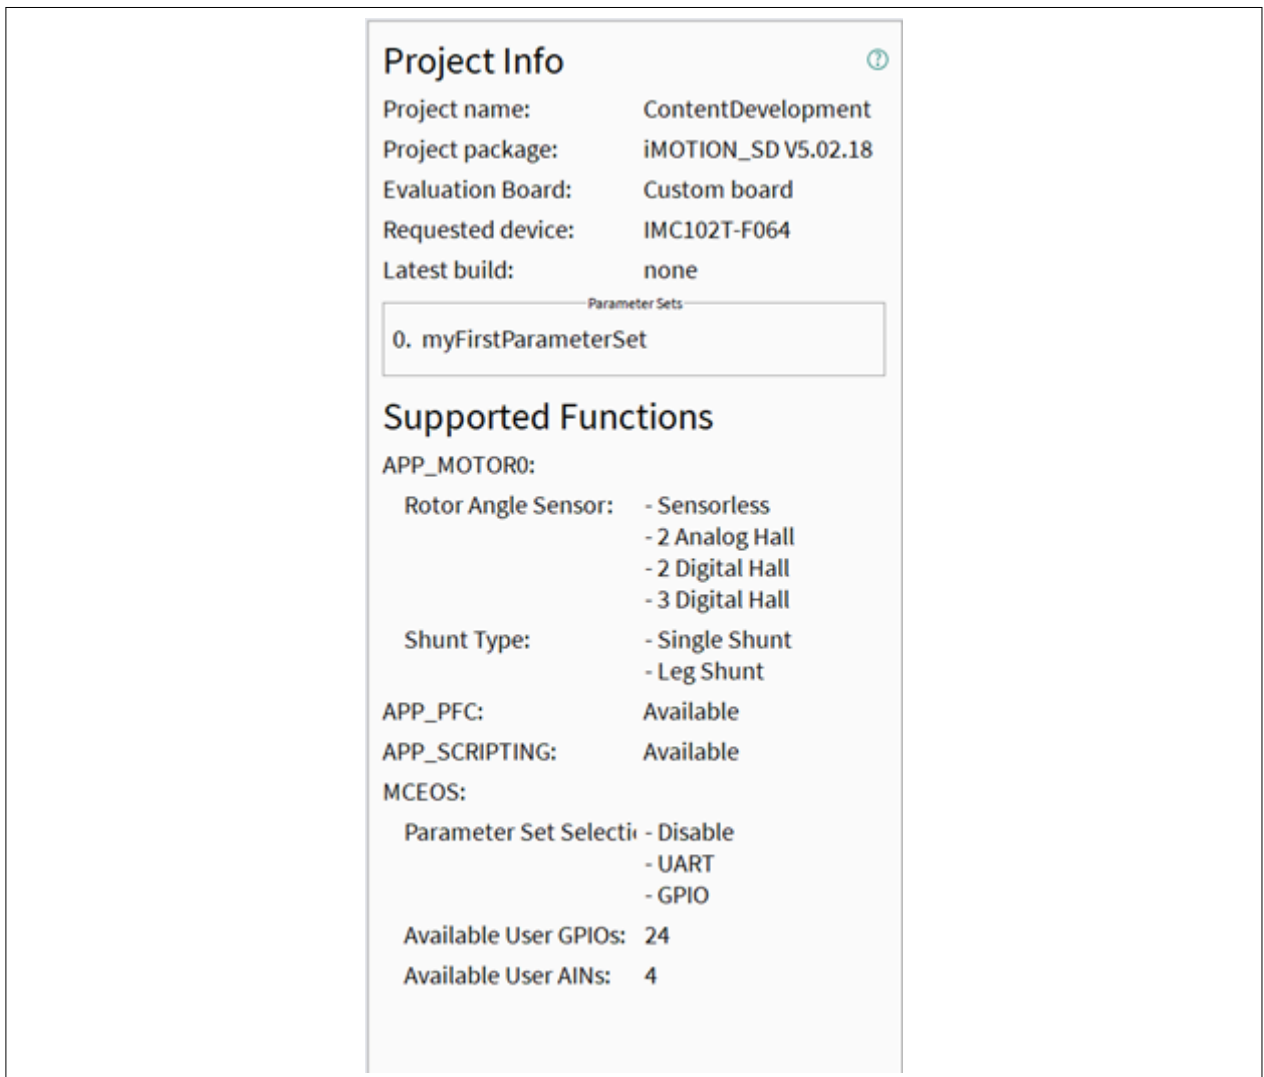 Project Info
Project name: ContentDevelopment
Project package: iMOTION_SD V5.02.18
Evaluation Board: Custom board
Requested device: IMC102T-F064
Latest build: none
Parameter Sets
0. myFirstParameterSet
Supported Functions
APP_MOTOR0:
Rotor Angle Sensor: - Sensorless
- 2 Analog Hall
- 2 Digital Hall
- 3 Digital Hall
Shunt Type: - Single Shunt
- Leg Shunt
APP_PFC: Available
APP_SCRIPTING: Available
MCEOS:
Parameter Set Selecti - Disable
- UART
- GPIO
Available User GPIOs: 24
Available User AINs: 4